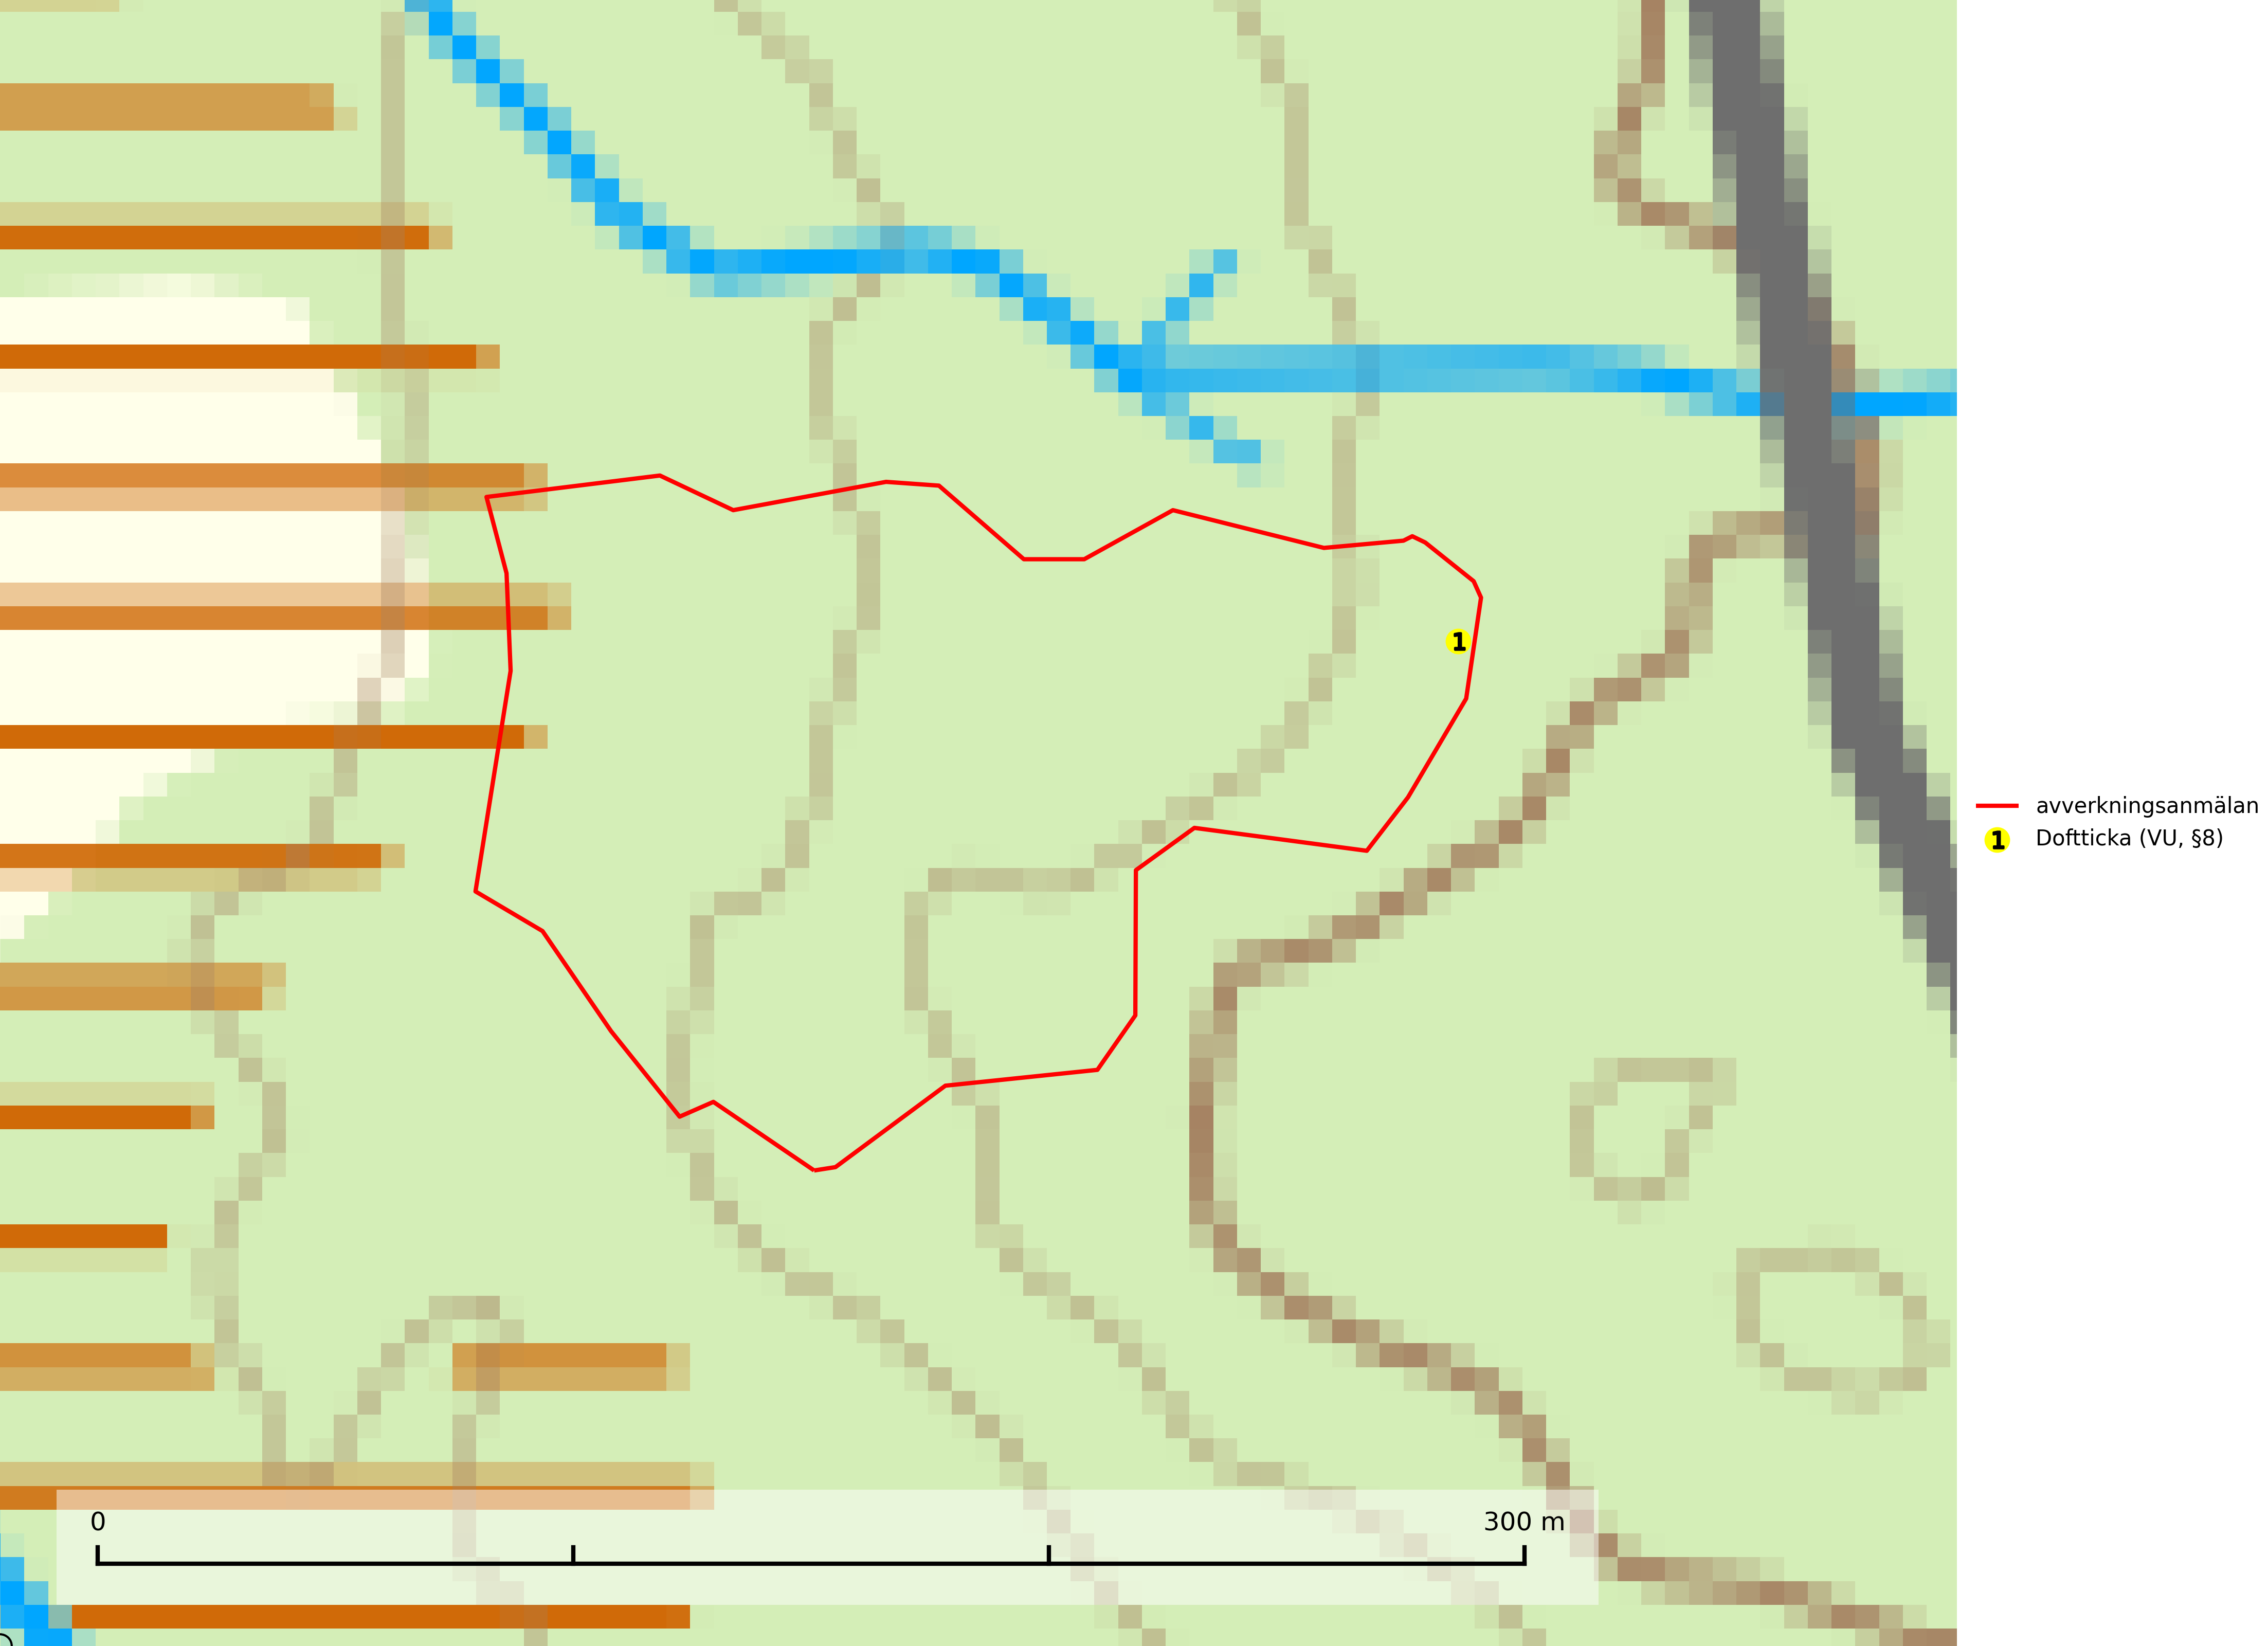 1
avverkningsanmälan
1 Doftticka (VU, §8)
0 300 m